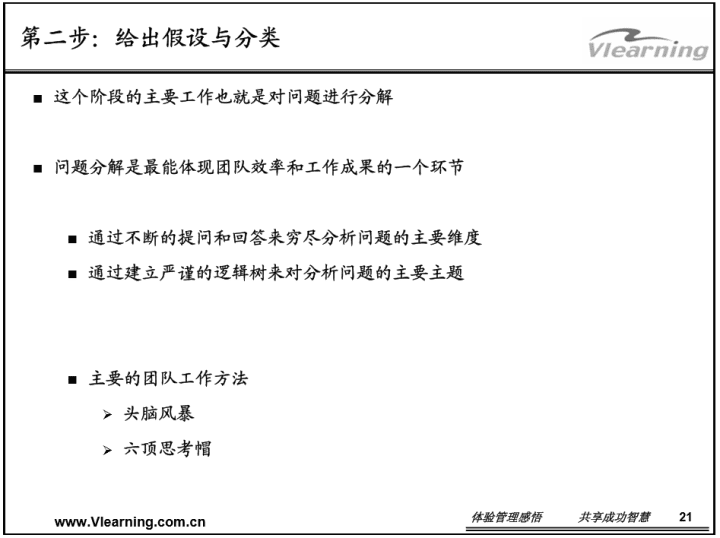 第二步：给出假设与分类
Vlearning
■ 这个阶段的主要工作也就是对问题进行分解
■ 问题分解是最能体现团队效率和工作成果的一个环节
■ 通过不断的提问和回答来穷尽分析问题的主要维度
■ 通过建立严谨的逻辑树来对分析问题的主要主题
■ 主要的团队工作方法
➢ 头脑风暴
➢ 六顶思考帽
www.Vlearning.com.cn 体验管理感悟 共享成功智慧 21